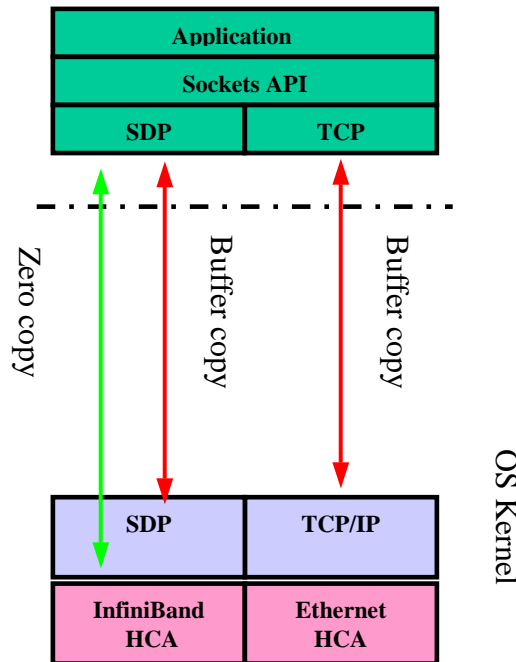 Application
Sockets API
SDP
TCP
Zero copy
Buffer copy
Buffer copy
OS Kernel
SDP
TCP/IP
InfiniBand
HCA
Ethernet
HCA